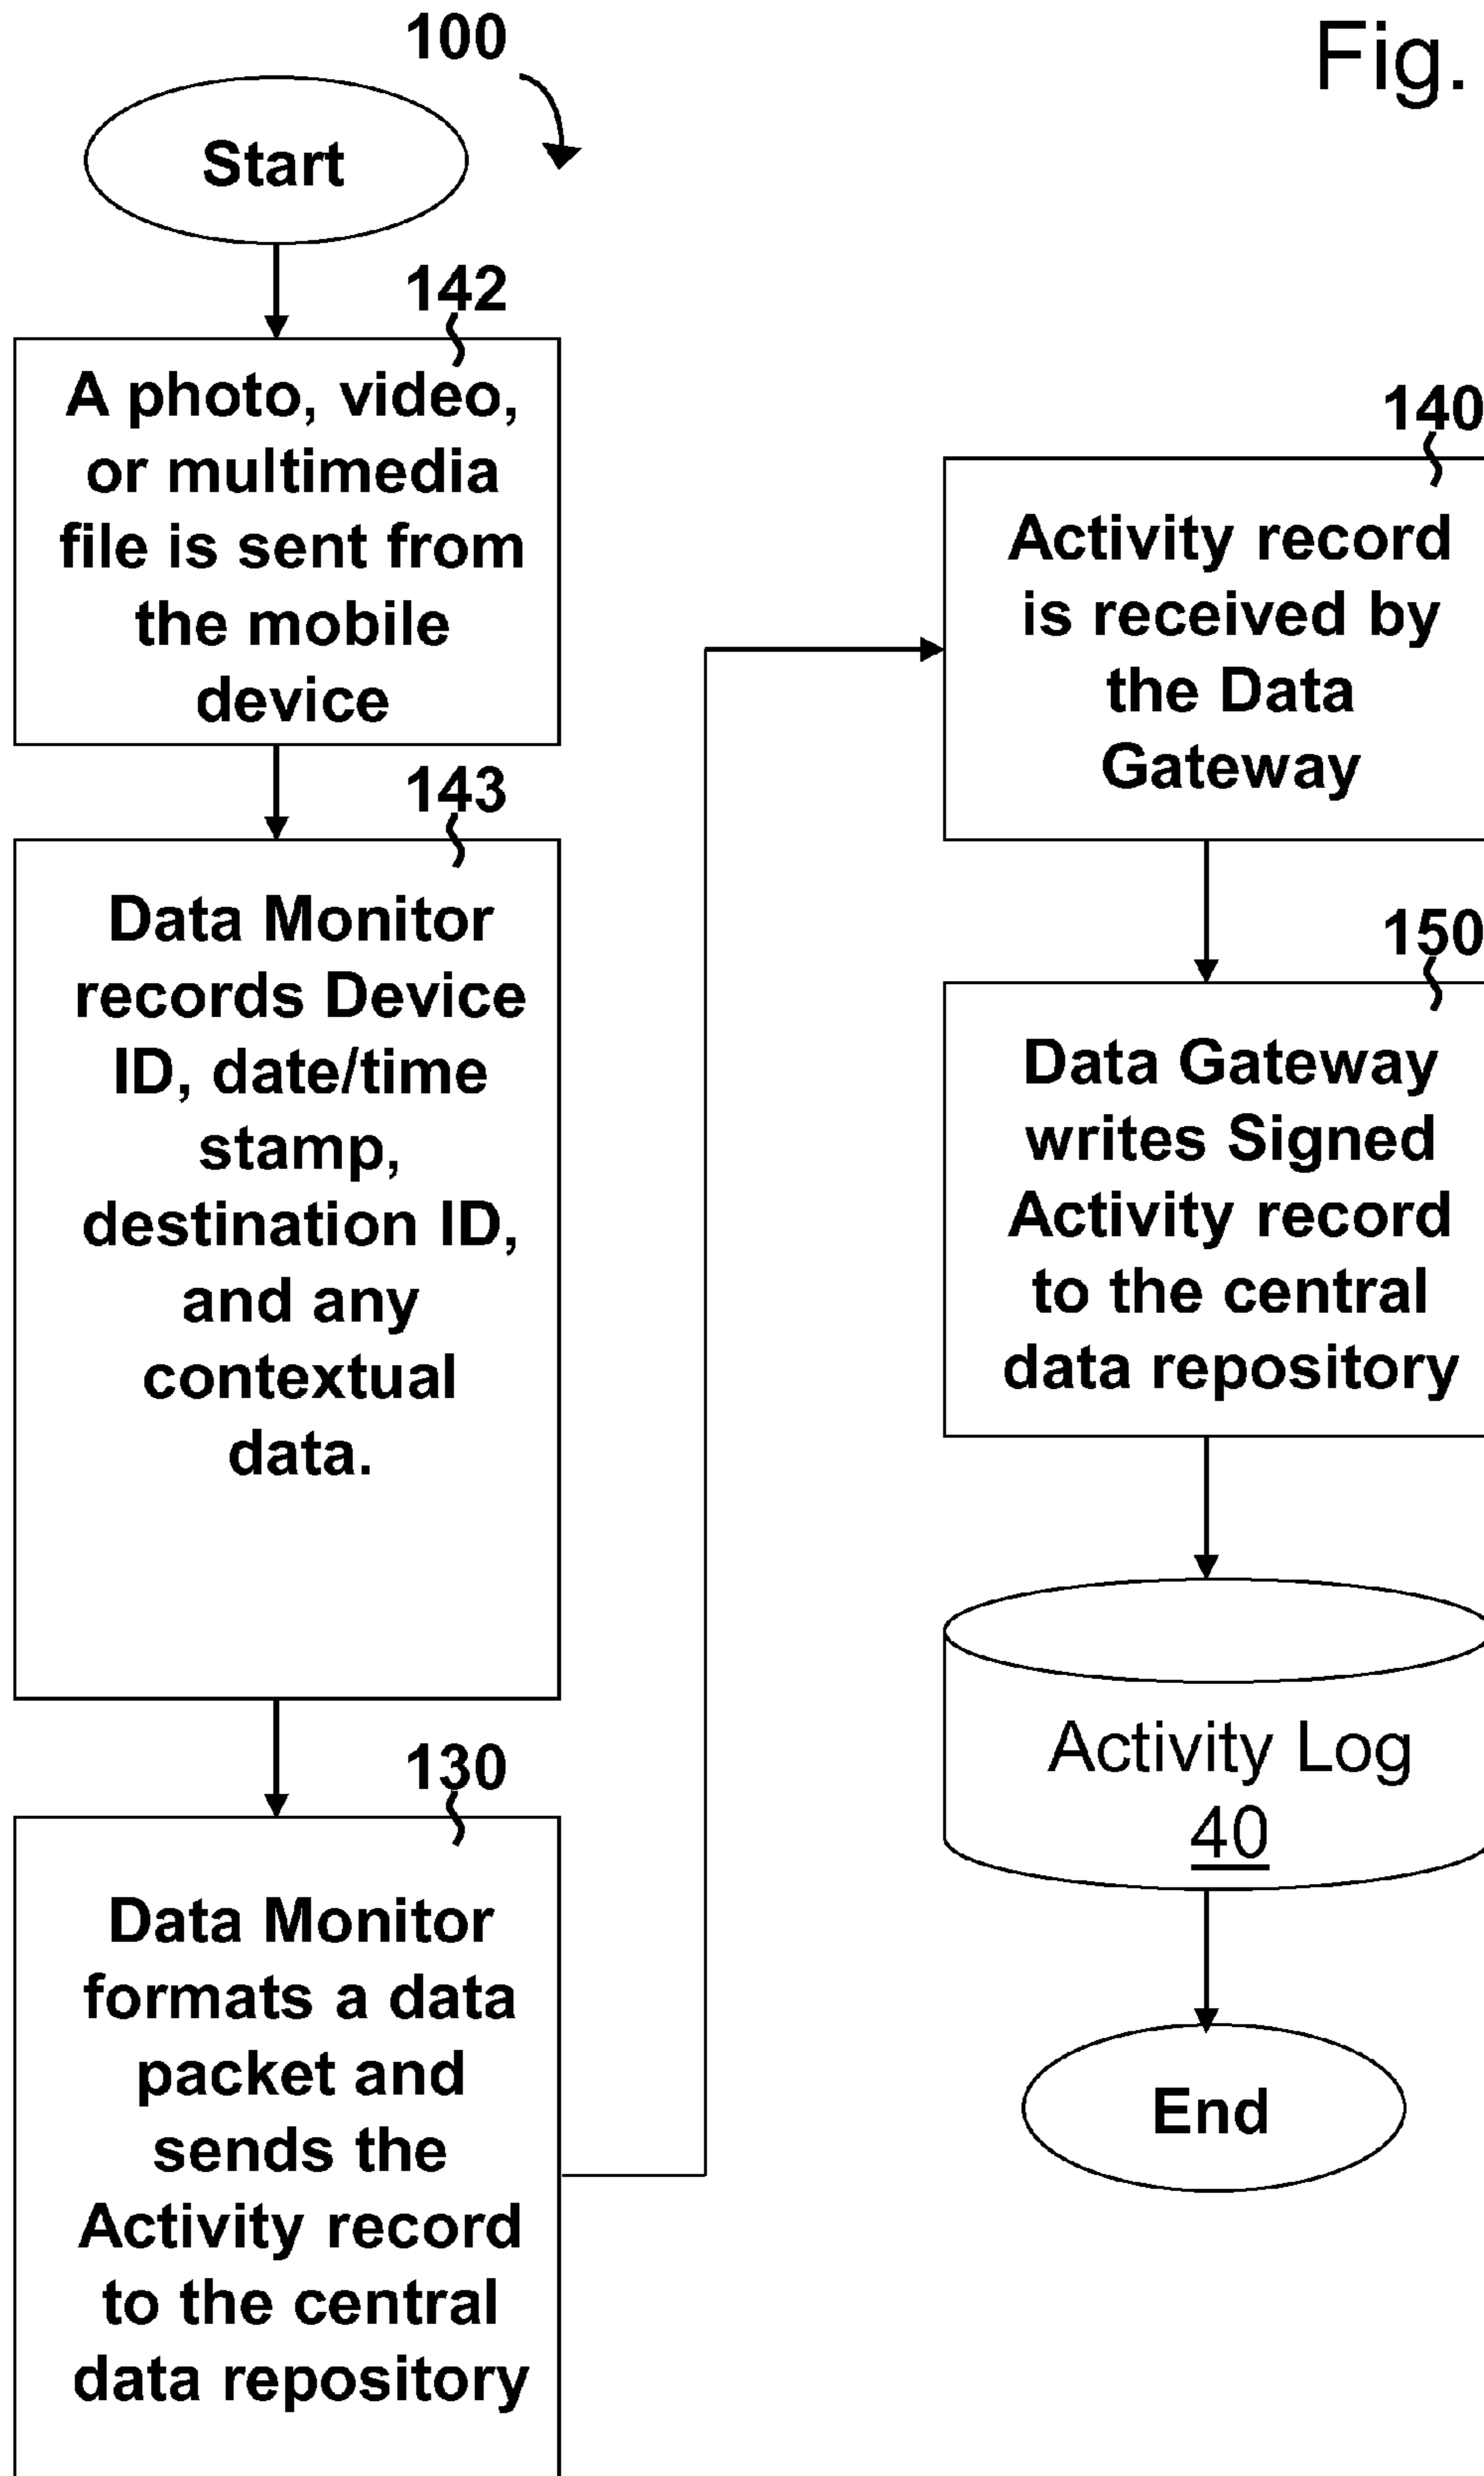 100
Fig.
Start
142
A photo, video,
or multimedia
file is sent from
the mobile
device
143
Data Monitor
records Device
ID, date/time
stamp,
destination ID,
and any
contextual
data.
130
Data Monitor
formats a data
packet and
sends the
Activity record
to the central
data repository
140
Activity record
is received by
the Data
Gateway
150
Data Gateway
writes Signed
Activity record
to the central
data repository
Activity Log
40
End